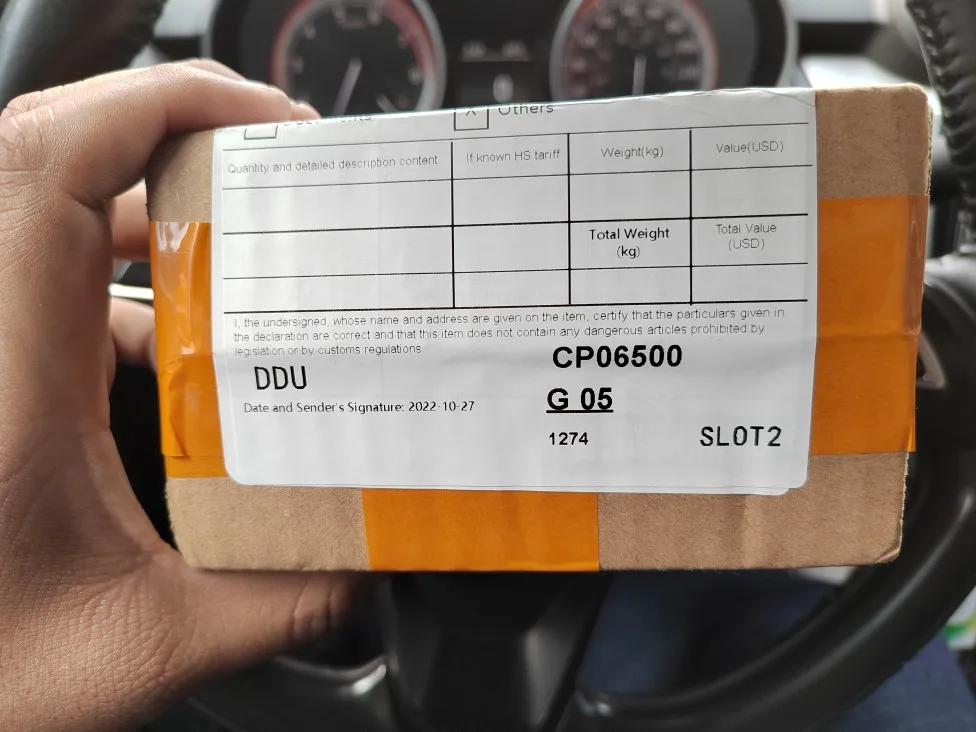 Others
Quantity and detailed description content
If known HS tariff
Weight(kg)
Value(USD)
Total Weight
(kg)
Total Value
(USD)
I, the undersigned, whose name and address are given on the item, certify that the particulars given in
the declaration are correct and that this item does not contain any dangerous articles prohibited by
legislation or by customs regulations
DDU
CP06500
Date and Sender's Signature: 2022-10-27
G 05
1274
SLOT2